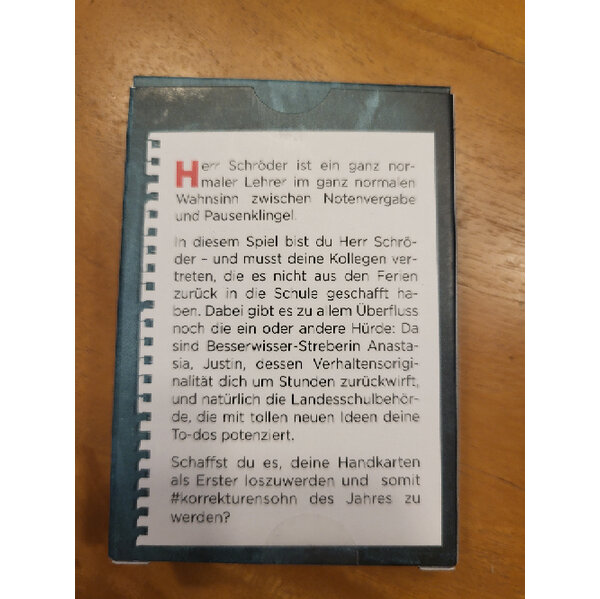 Herr Schröder ist ein ganz nor-
maler Lehrer im ganz normalen
Wahnsinn zwischen Notenvergabe
und Pausenklingel.
In diesem Spiel bist du Herr Schrö-
der – und musst deine Kollegen ver-
treten, die es nicht aus den Ferien
zurück in die Schule geschafft ha-
ben. Dabei gibt es zu allem Überfluss
noch die ein oder andere Hürde: Da
sind Besserwisser-Streberin Anasta-
sia, Justin, dessen Verhaltensorigi-
nalität dich um Stunden zurückwirft,
und natürlich die Landesschulbehör-
de, die mit tollen neuen Ideen deine
To-dos potenziert.
Schaffst du es, deine Handkarten
als Erster loszuwerden und somit
#korrekturensohn des Jahres zu
werden?